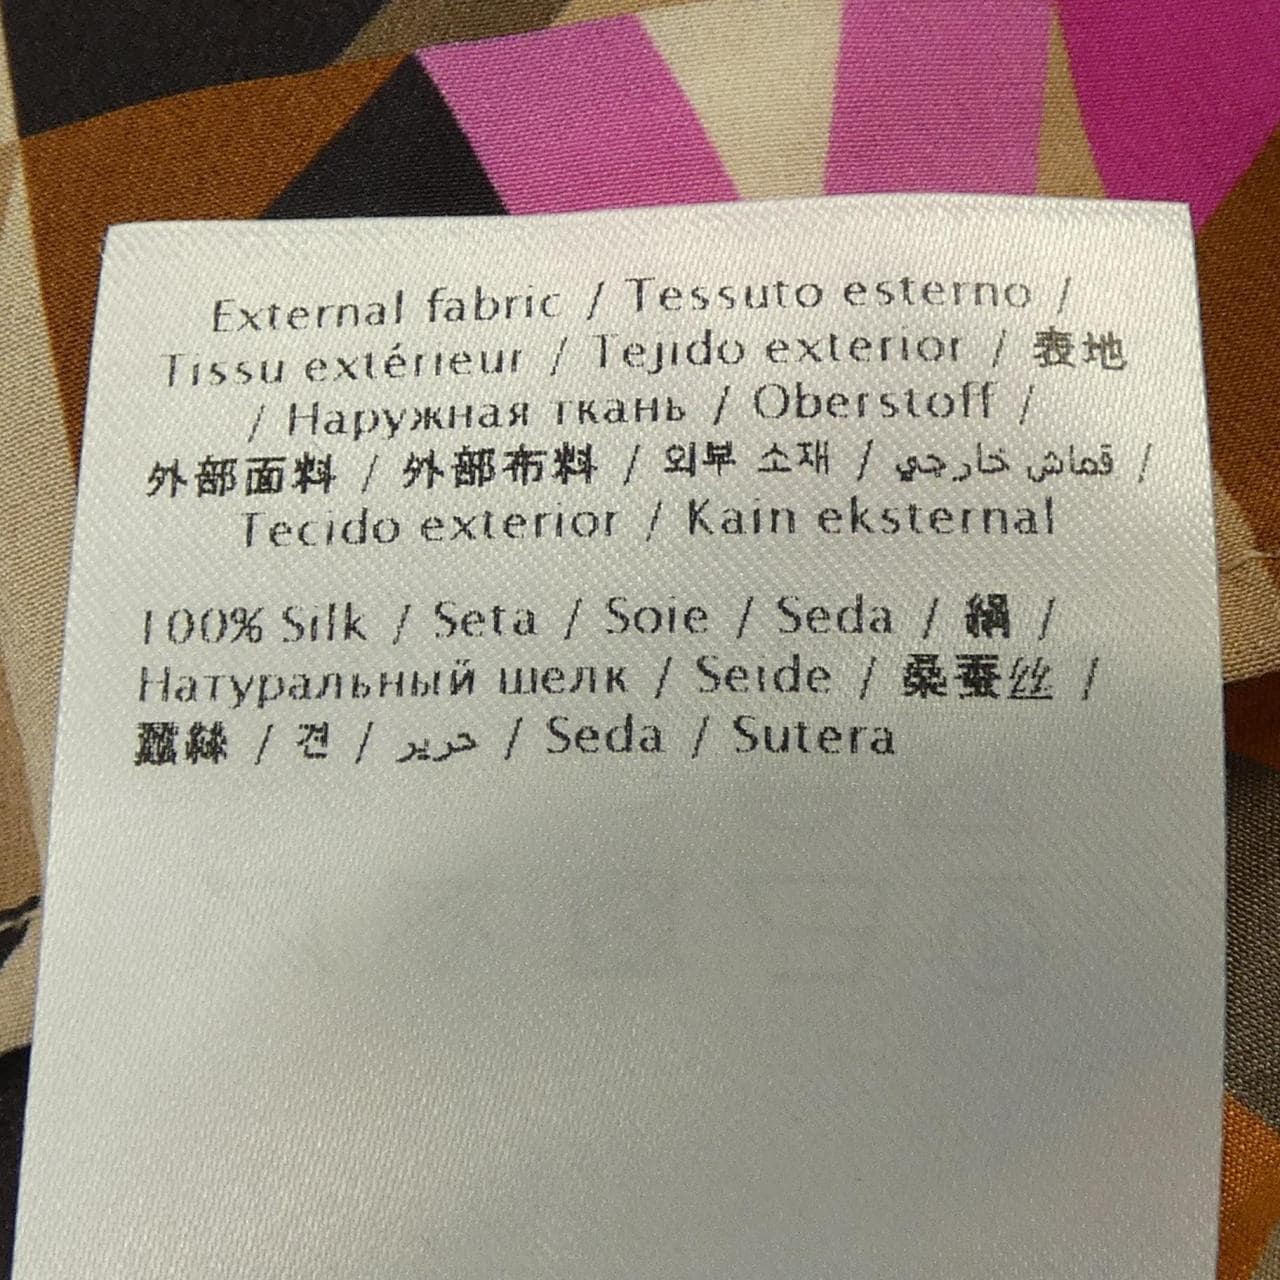 External fabric / Tessuto esterno /
Tissu extérieur / Tejido exterior / 表地
/ Наружная ткань / Oberstoff /
外部面料 / 外部布料 / 외부 소재 / قماش خارجي /
Tecido exterior / Kain eksternal
100% Silk / Seta / Soie / Seda / 絹 /
Натуральный шелк / Seide / 桑蚕丝 /
蠶絲 / 견 / حرير / Seda / Sutera